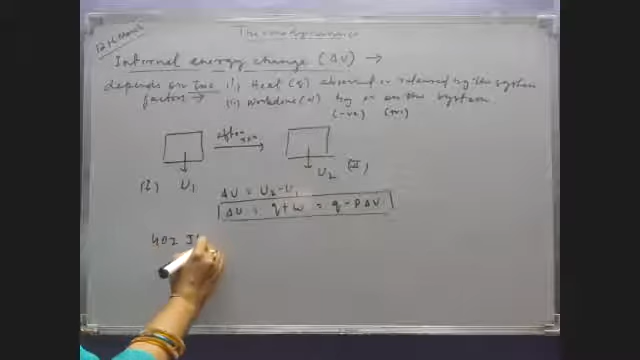 Thermodynamics
12th March
Internal energy change (ΔU) →
depends on two (i) Heat (q) absorbed or released by the system
factors → (ii) Workdone (w) by or on the system
(-ve) (+ve)
after
U₁ U₂
(I) (II)
ΔU = U₂-U₁
ΔU = q+w = q-PΔV